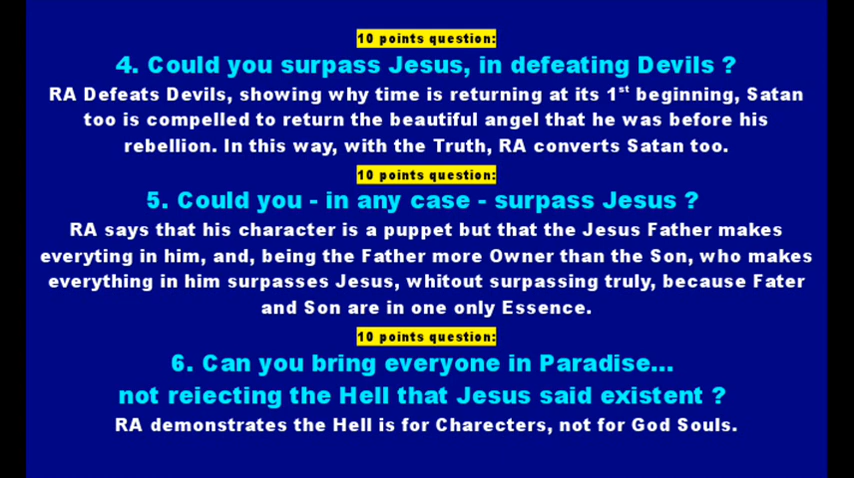 10 points question:
4. Could you surpass Jesus, in defeating Devils ?
RA Defeats Devils, showing why time is returning at its 1st beginning, Satan
too is compelled to return the beautiful angel that he was before his
rebellion. In this way, with the Truth, RA converts Satan too.
10 points question:
5. Could you - in any case - surpass Jesus ?
RA says that his character is a puppet but that the Jesus Father makes
everyting in him, and, being the Father more Owner than the Son, who makes
everything in him surpasses Jesus, whitout surpassing truly, because Fater
and Son are in one only Essence.
10 points question:
6. Can you bring everyone in Paradise...
not reiecting the Hell that Jesus said existent ?
RA demonstrates the Hell is for Charecters, not for God Souls.